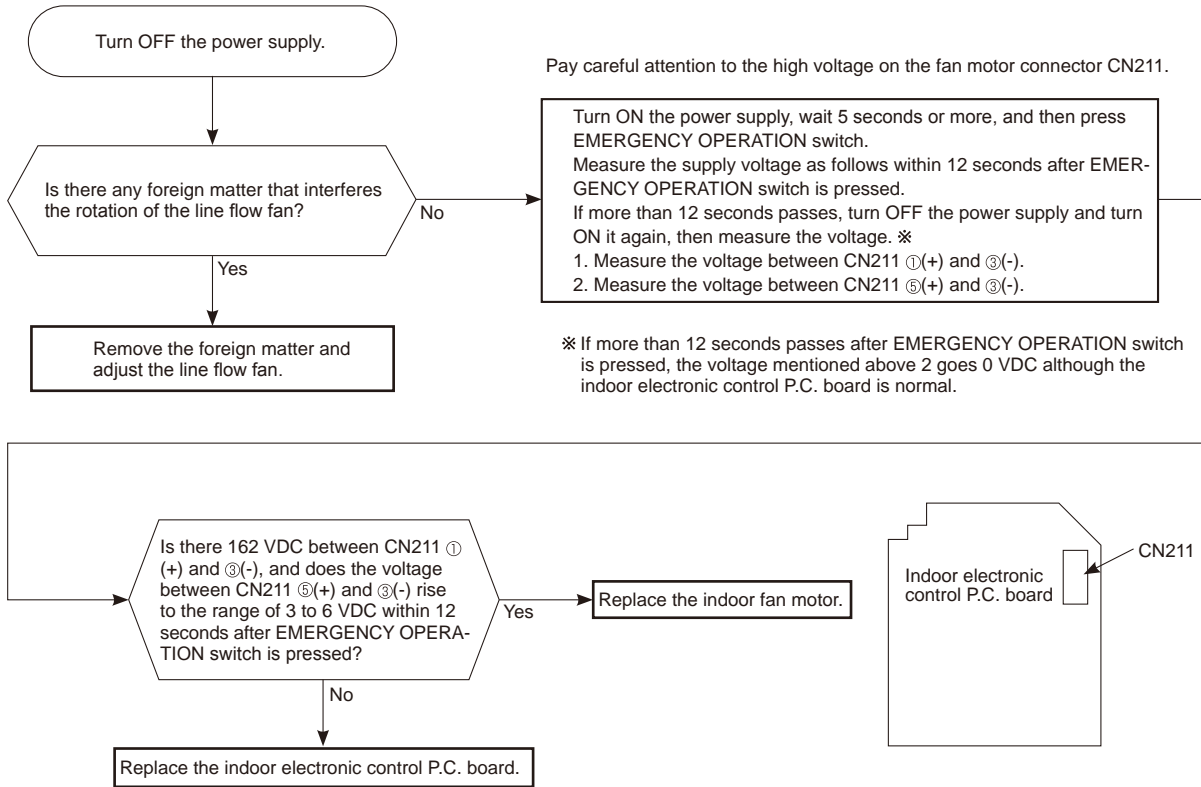 Turn OFF the power supply.
Is there any foreign matter that interferes
the rotation of the line flow fan?
No
Yes
Remove the foreign matter and
adjust the line flow fan.
Pay careful attention to the high voltage on the fan motor connector CN211.
Turn ON the power supply, wait 5 seconds or more, and then press
EMERGENCY OPERATION switch.
Measure the supply voltage as follows within 12 seconds after EMER-
GENCY OPERATION switch is pressed.
If more than 12 seconds passes, turn OFF the power supply and turn
ON it again, then measure the voltage. ※
1. Measure the voltage between CN211 ①(+) and ③(-).
2. Measure the voltage between CN211 ⑤(+) and ③(-).
※ If more than 12 seconds passes after EMERGENCY OPERATION switch
is pressed, the voltage mentioned above 2 goes 0 VDC although the
indoor electronic control P.C. board is normal.
Is there 162 VDC between CN211 ①
(+) and ③(-), and does the voltage
between CN211 ⑤(+) and ③(-) rise
to the range of 3 to 6 VDC within 12
seconds after EMERGENCY OPERA-
TION switch is pressed?
Yes
Replace the indoor fan motor.
No
Replace the indoor electronic control P.C. board.
CN211
Indoor electronic
control P.C. board